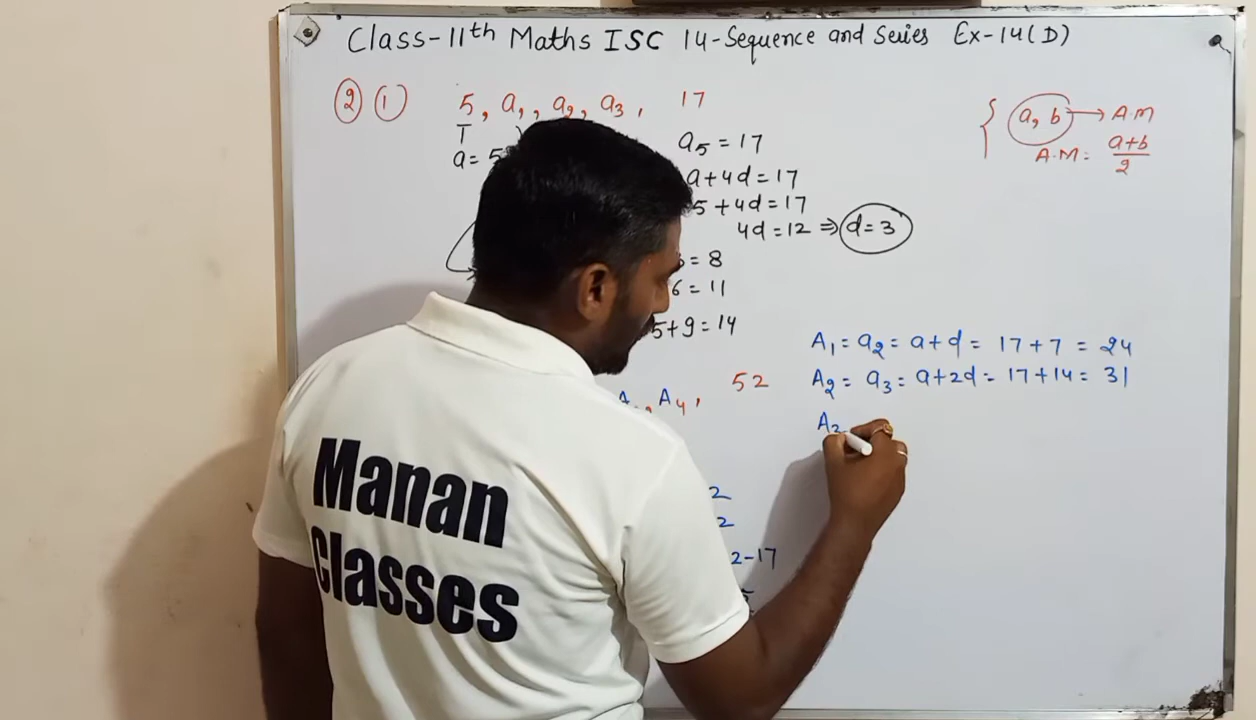 Class-11th Maths ISC 14-Sequence and Series Ex-14(D)
② ① 5, a₁, a₂, a₃, 17
a = 5
a₅ = 17
a+4d = 17
5+4d = 17
4d = 12 ⇒ d = 3
= 8
6 = 11
5+9 = 14
{ a, b → A.M
A.M = a+b/2
A₄, 52
2
2
2-17
A₁ = a₂ = a+d = 17+7 = 24
A₂ = a₃ = a+2d = 17+14 = 31
A₃
Manan
Classes